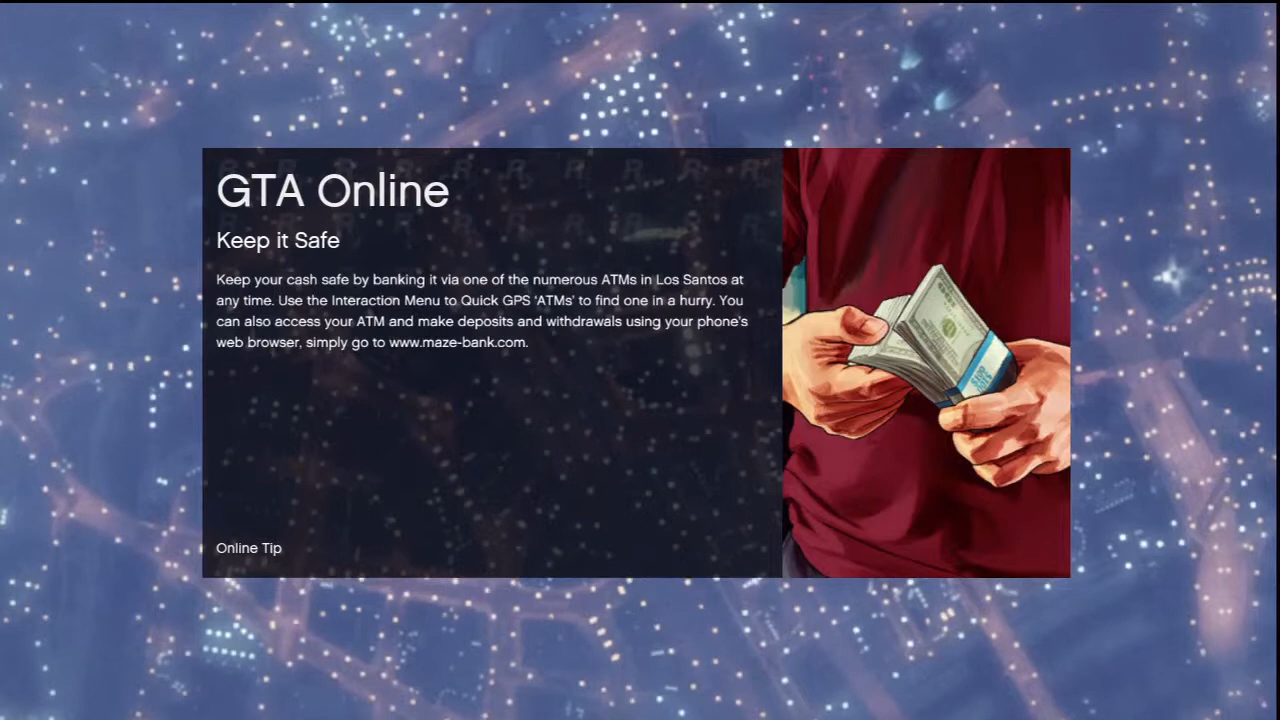 GTA Online
Keep it Safe
Keep your cash safe by banking it via one of the numerous ATMs in Los Santos at
any time. Use the Interaction Menu to Quick GPS ‘ATMs’ to find one in a hurry. You
can also access your ATM and make deposits and withdrawals using your phone's
web browser, simply go to www.maze-bank.com.
Online Tip